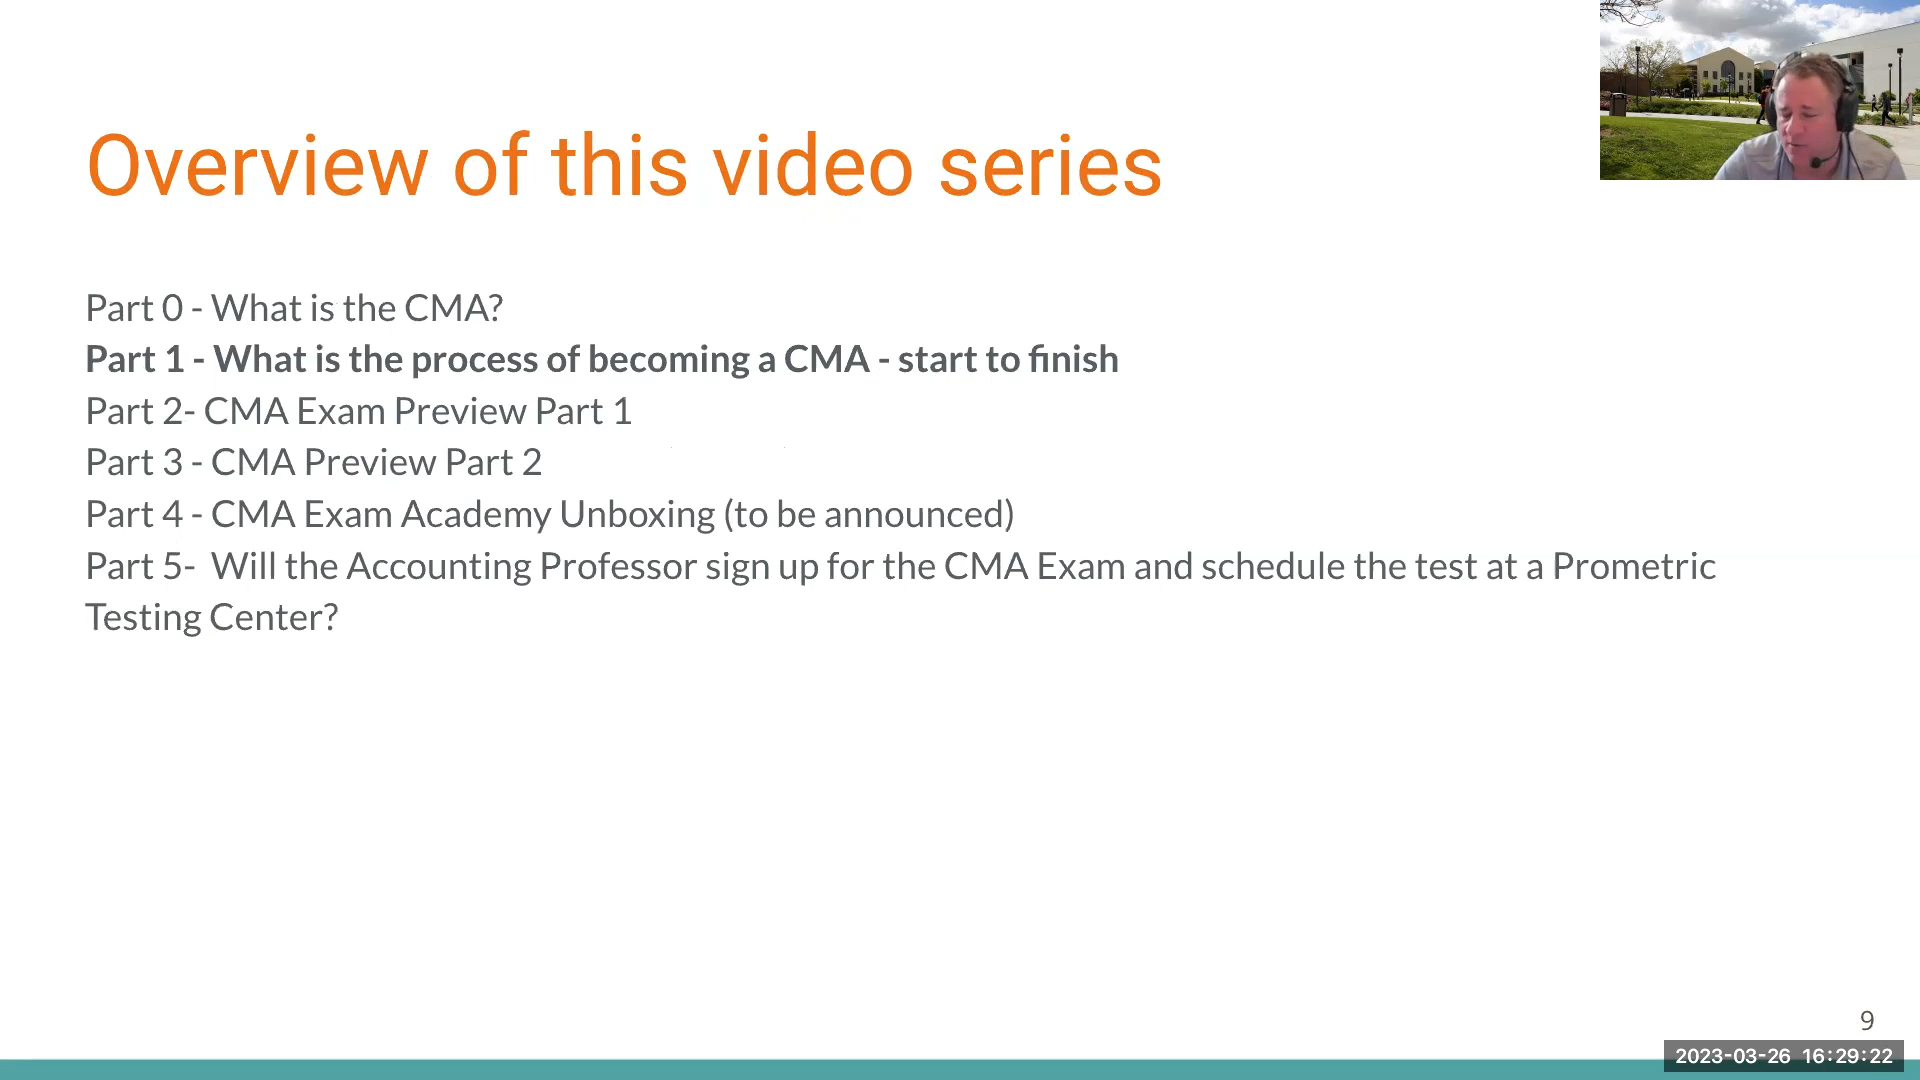 Overview of this video series
Part 0 - What is the CMA?
Part 1 - What is the process of becoming a CMA - start to finish
Part 2- CMA Exam Preview Part 1
Part 3 - CMA Preview Part 2
Part 4 - CMA Exam Academy Unboxing (to be announced)
Part 5-  Will the Accounting Professor sign up for the CMA Exam and schedule the test at a Prometric
Testing Center?
9
2023-03-26 16:29:22